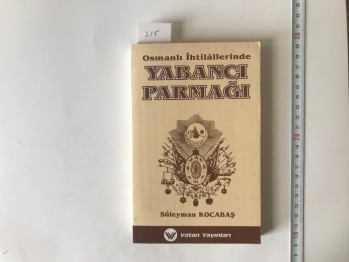 315
Osmanlı İhtilâllerinde
YABANCI
PARMAĞI
Süleyman KOCABAŞ
Vatan Yayınları